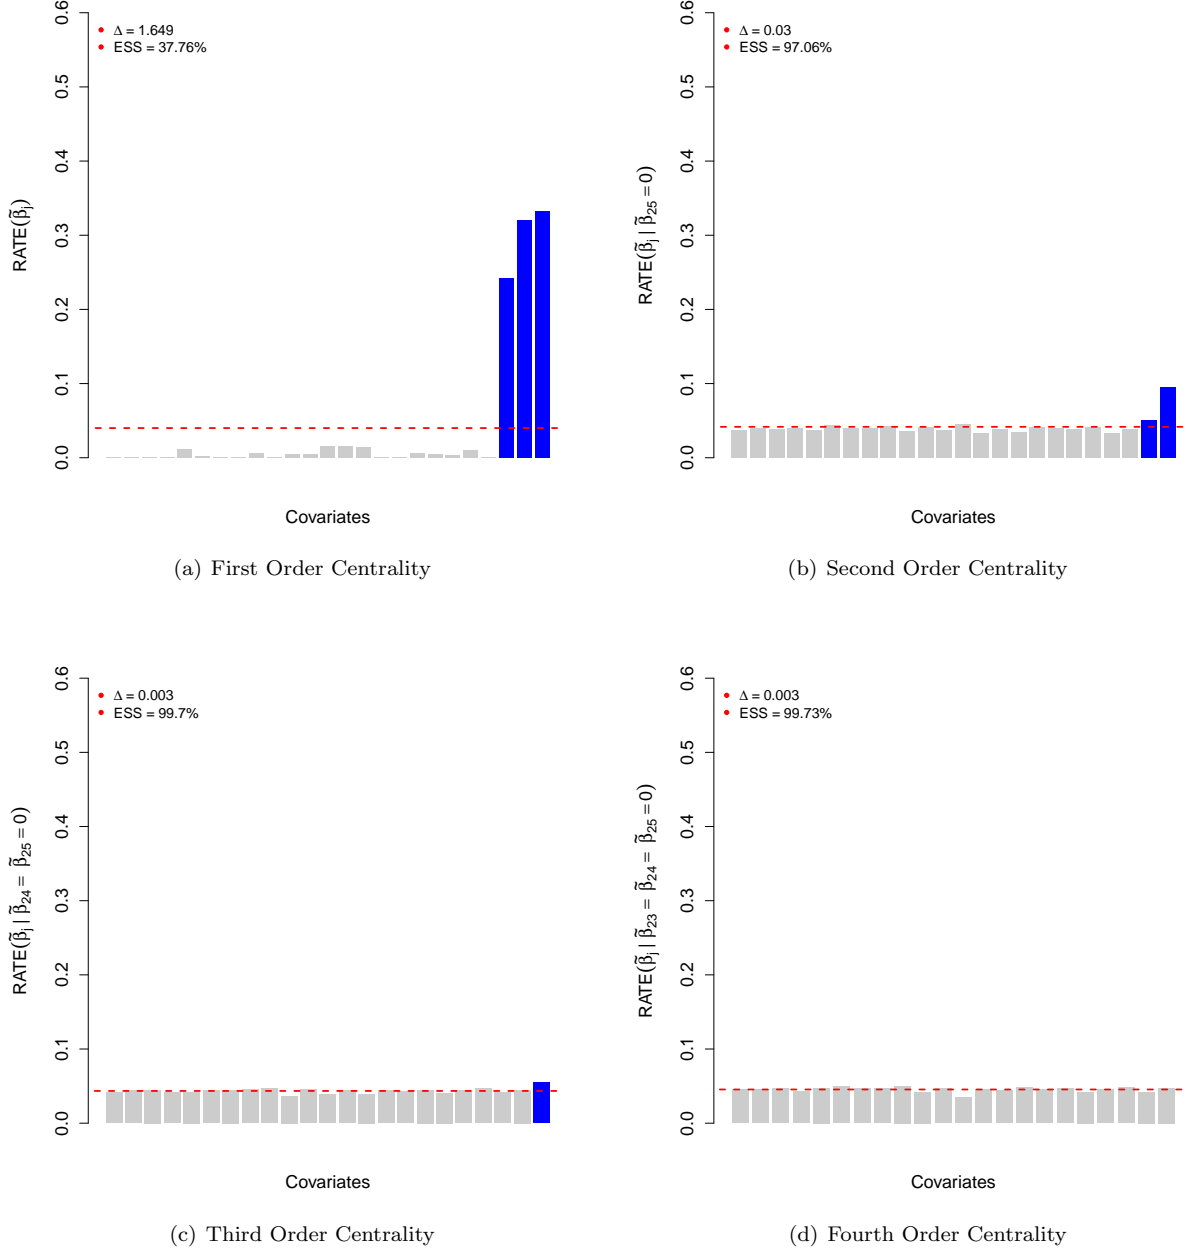 0.0 0.1 0.2 0.3 0.4 0.5 0.6
RATE(β̃j)
Δ = 1.649
ESS = 37.76%
Covariates
(a) First Order Centrality
0.0 0.1 0.2 0.3 0.4 0.5 0.6
RATE(β̃j | β̃25 = 0)
Δ = 0.03
ESS = 97.06%
Covariates
(b) Second Order Centrality
0.0 0.1 0.2 0.3 0.4 0.5 0.6
RATE(β̃j | β̃24 = β̃25 = 0)
Δ = 0.003
ESS = 99.7%
Covariates
(c) Third Order Centrality
0.0 0.1 0.2 0.3 0.4 0.5 0.6
RATE(β̃j | β̃23 = β̃24 = β̃25 = 0)
Δ = 0.003
ESS = 99.73%
Covariates
(d) Fourth Order Centrality